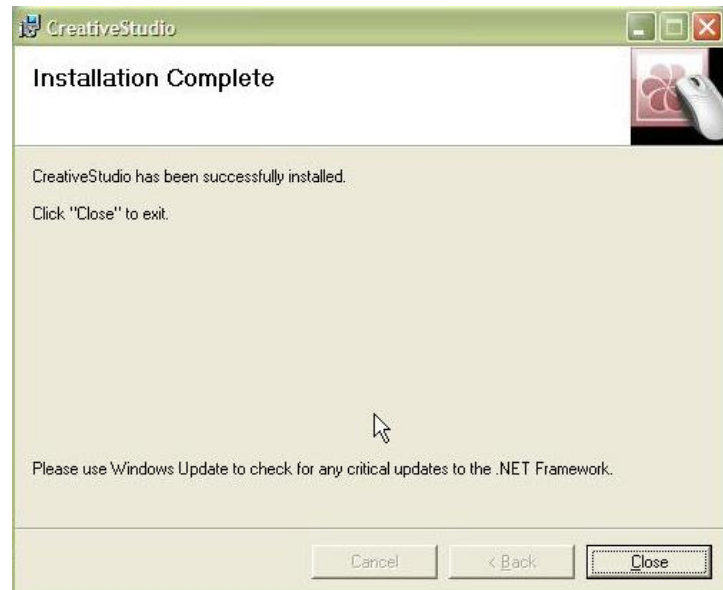 CreativeStudio
Installation Complete
CreativeStudio has been successfully installed.
Click "Close" to exit.
Please use Windows Update to check for any critical updates to the .NET Framework.
Cancel
< Back
Close